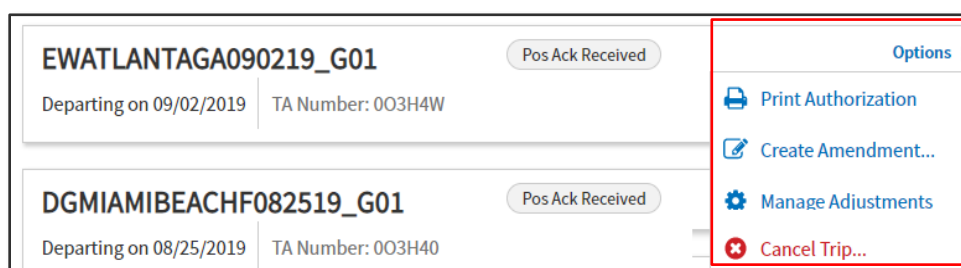 EWATLANTAGA090219_G01 Pos Ack Received
Departing on 09/02/2019 TA Number: 0O3H4W
DGMIAMIBEACHF082519_G01 Pos Ack Received
Departing on 08/25/2019 TA Number: 0O3H40
Options
Print Authorization
Create Amendment...
Manage Adjustments
Cancel Trip...